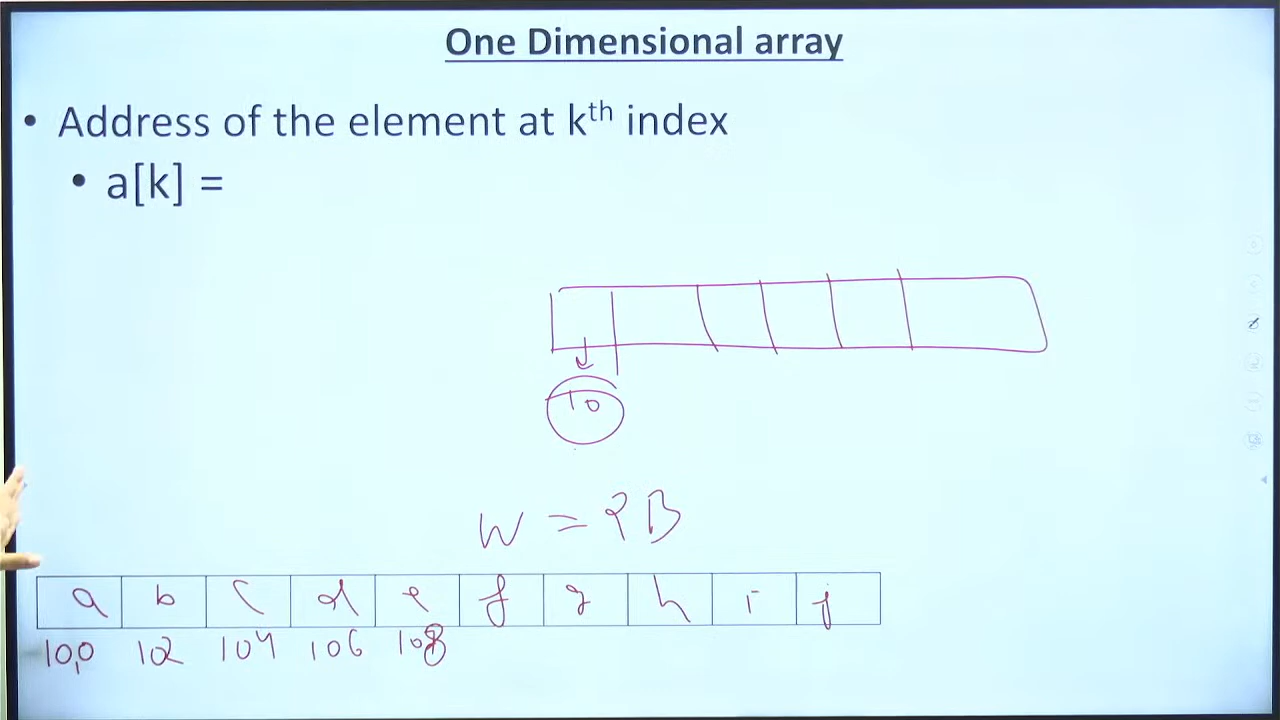 One Dimensional array
• Address of the element at kth index
• a[k] =
10
W = 2B
a b c d e f g h i j
100 102 104 106 108